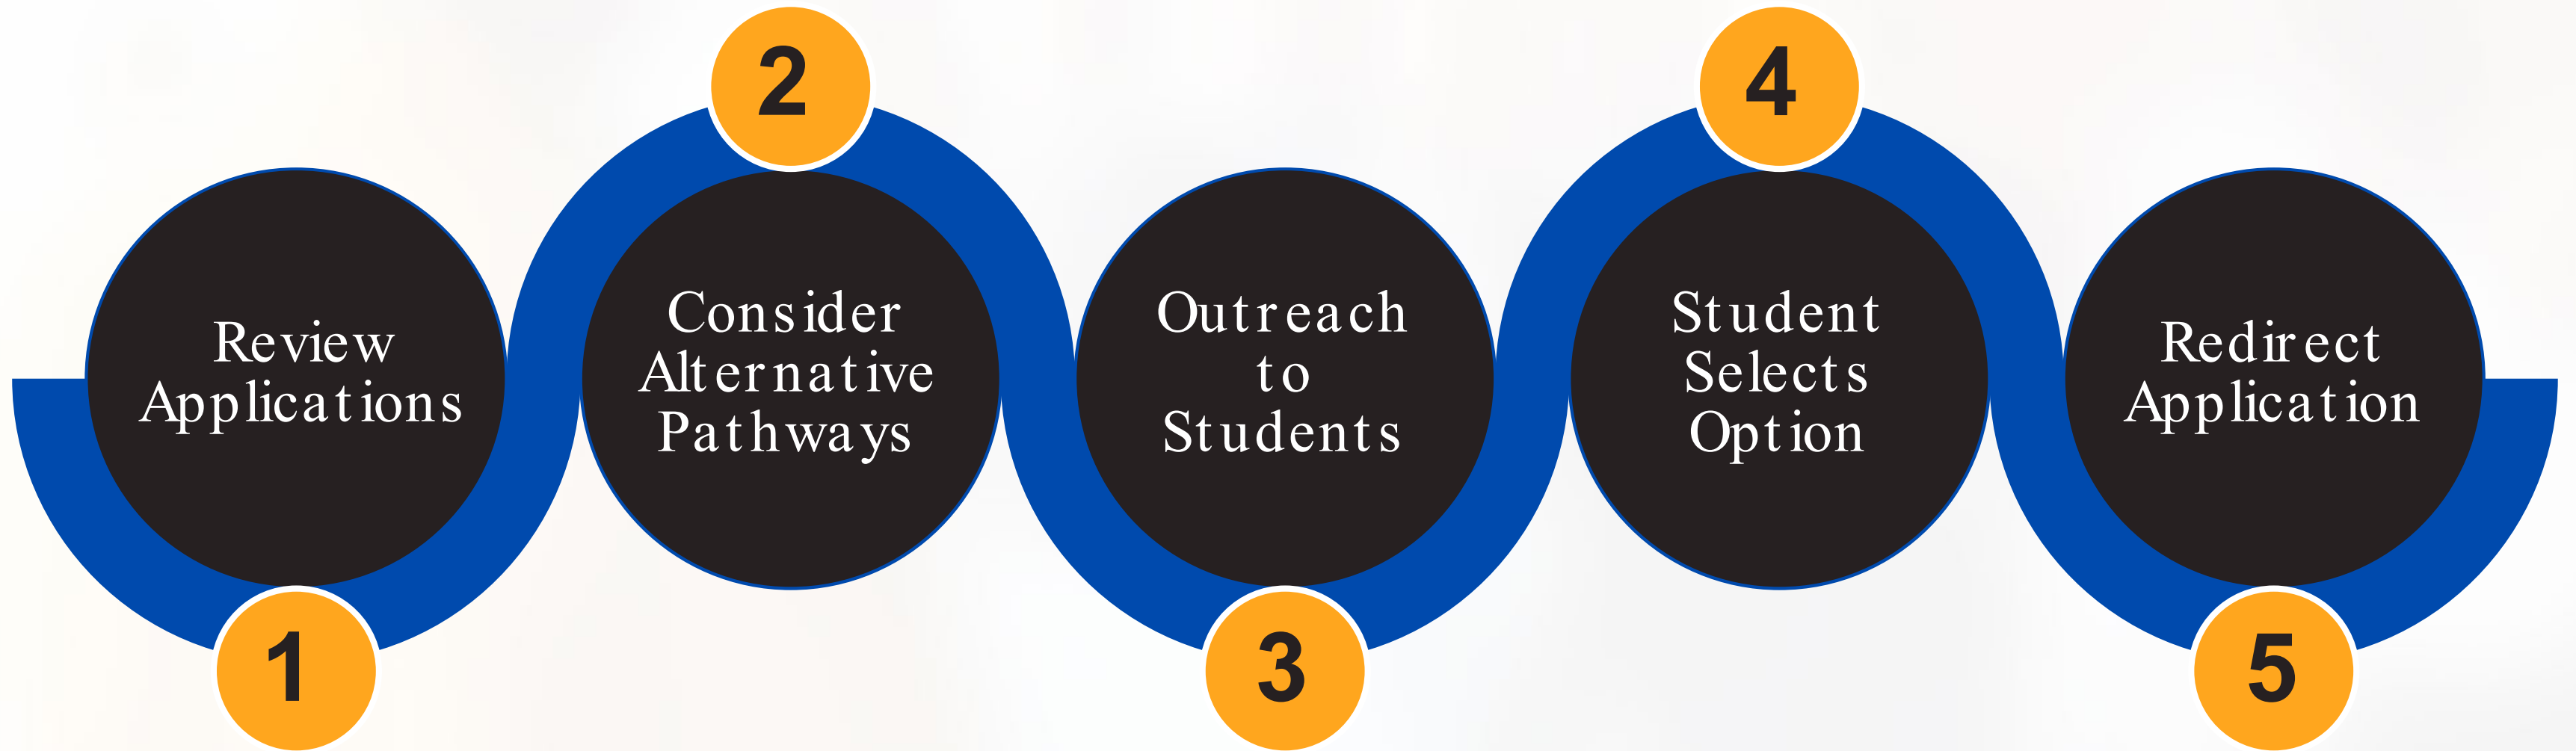 1
Review
Applications
2
Consider
Alternative
Pathways
3
Outreach
to
Students
4
Student
Selects
Option
5
Redirect
Application